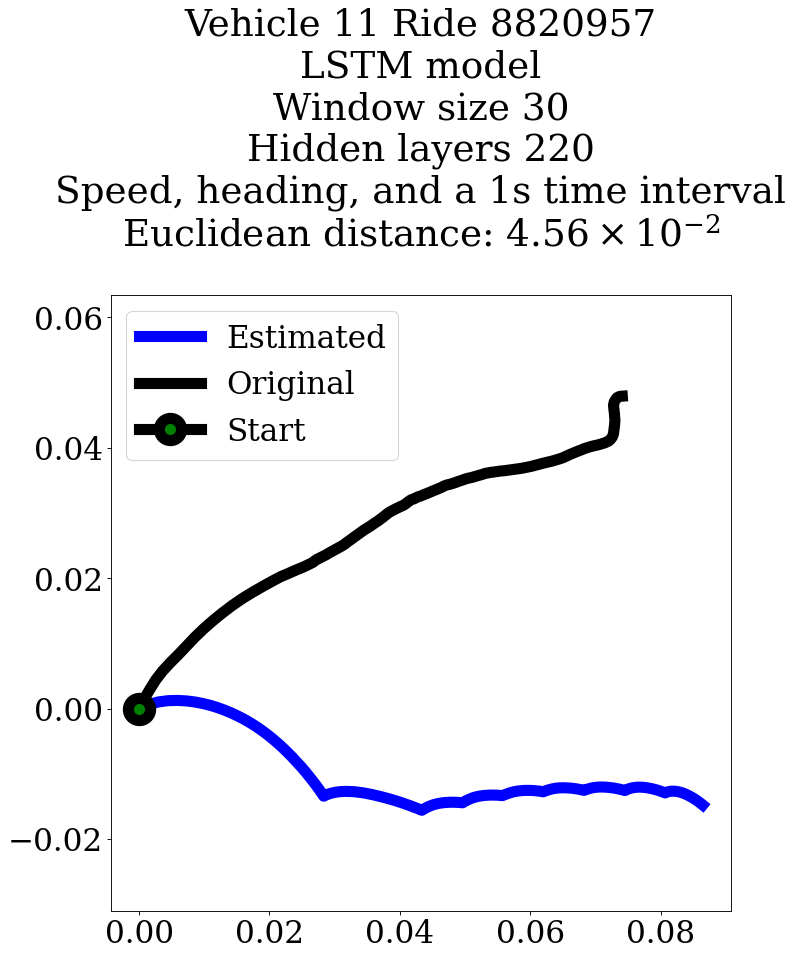 Vehicle 11 Ride 8820957
LSTM model
Window size 30
Hidden layers 220
Speed, heading, and a 1s time interval
Euclidean distance: 4.56 × 10⁻²
0.06
0.04
0.02
0.00
−0.02
Estimated
Original
Start
0.00 0.02 0.04 0.06 0.08